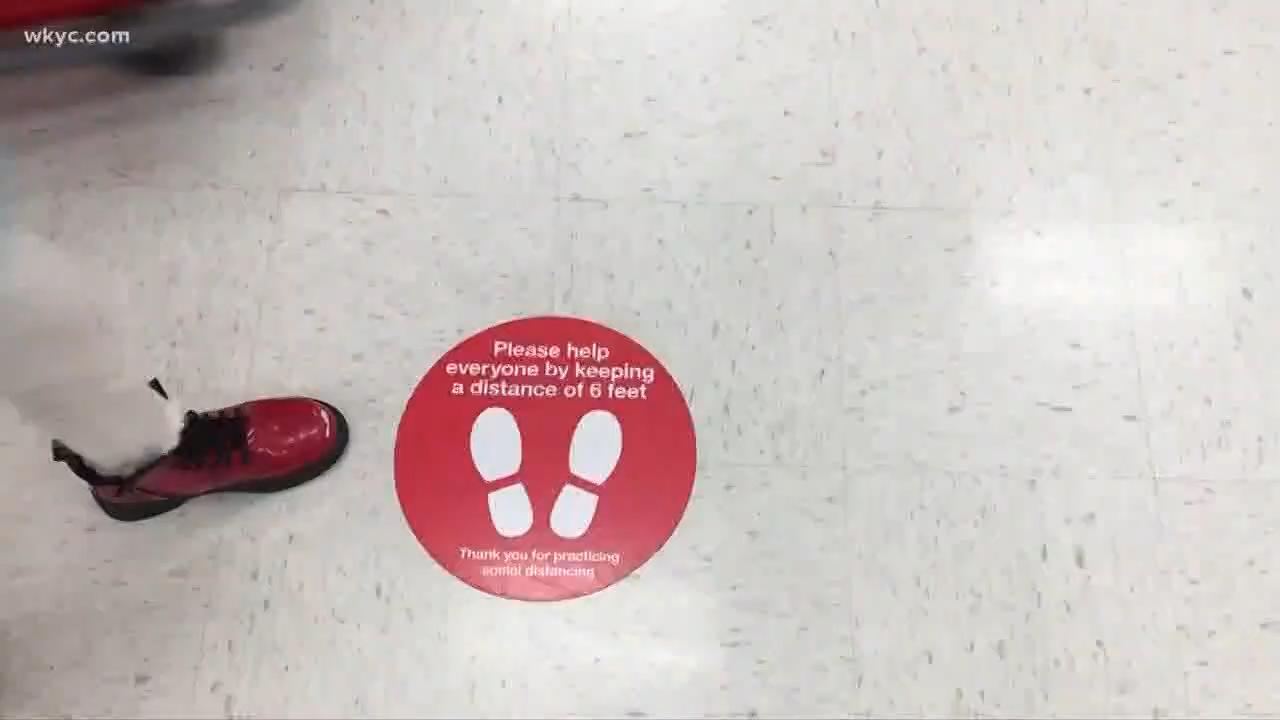 wkyc.com
Please help
everyone by keeping
a distance of 6 feet
Thank you for practicing
social distancing